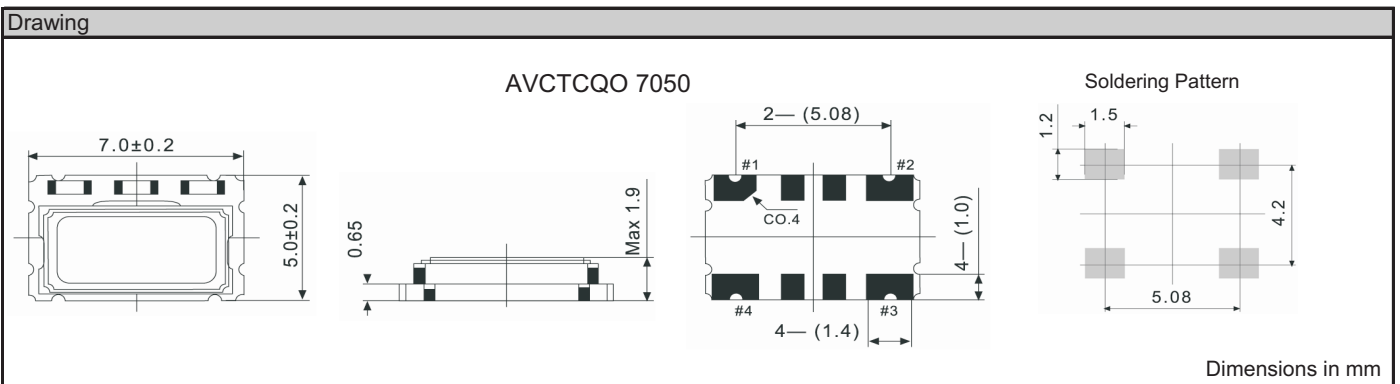 Drawing
AVCTCQO 7050
Soldering Pattern
7.0±0.2
5.0±0.2
0.65
Max 1.9
2— (5.08)
#1
#2
CO.4
4— (1.0)
#4
#3
4— (1.4)
1.2
1.5
4.2
5.08
Dimensions in mm